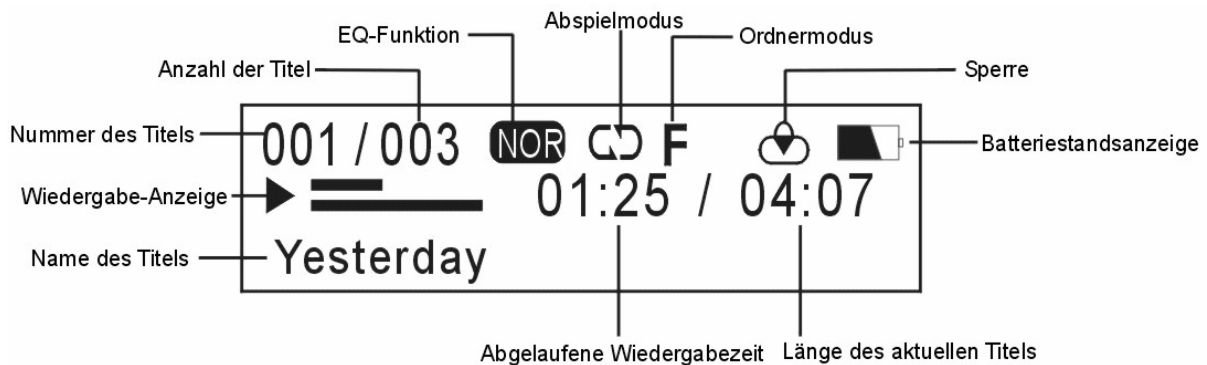 Abspielmodus
EQ-Funktion
Ordnermodus
Anzahl der Titel
Sperre
Nummer des Titels
001 / 003 NOR F
Batteriestandsanzeige
Wiedergabe-Anzeige
01:25 / 04:07
Name des Titels
Yesterday
Abgelaufene Wiedergabezeit
Länge des aktuellen Titels